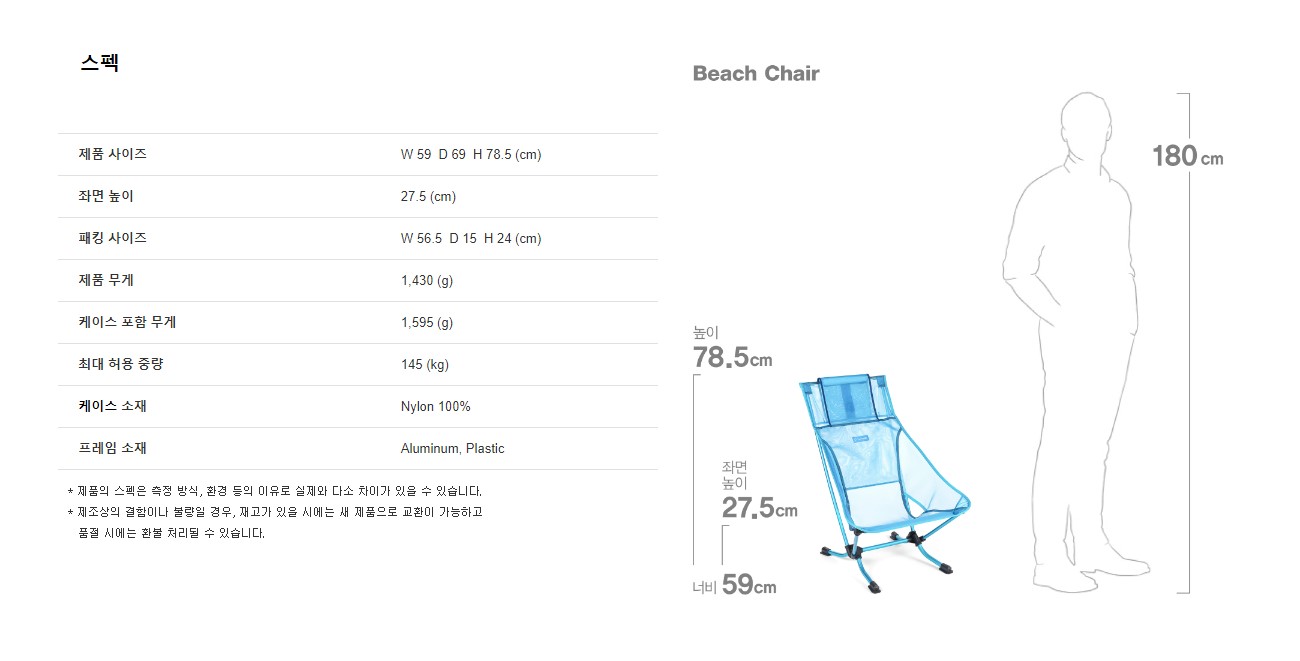 스펙
제품 사이즈 W 59 D 69 H 78.5 (cm)
좌면 높이 27.5 (cm)
패킹 사이즈 W 56.5 D 15 H 24 (cm)
제품 무게 1,430 (g)
케이스 포함 무게 1,595 (g)
최대 허용 중량 145 (kg)
케이스 소재 Nylon 100%
프레임 소재 Aluminum, Plastic
* 제품의 스펙은 측정 방식, 환경 등의 이유로 실제와 다소 차이가 있을 수 있습니다.
* 제조상의 결함이나 불량일 경우, 재고가 있을 시에는 새 제품으로 교환이 가능하고
품절 시에는 환불 처리될 수 있습니다.
Beach Chair
180 cm
높이
78.5cm
좌면
높이
27.5cm
너비 59cm